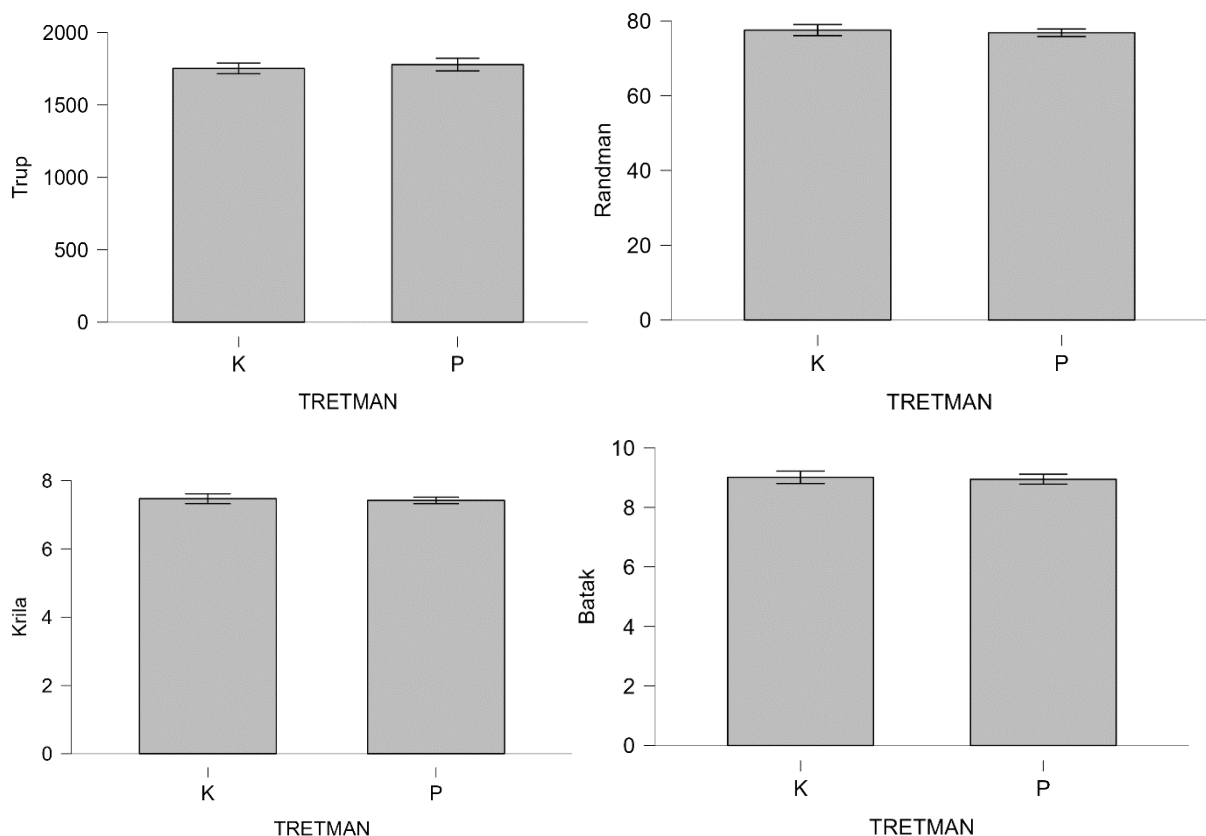 2000
1500
1000
500
0
Trup
K P
TRETMAN
80
60
40
20
0
Randman
K P
TRETMAN
8
6
4
2
0
Krila
K P
TRETMAN
10
8
6
4
2
0
Batak
K P
TRETMAN